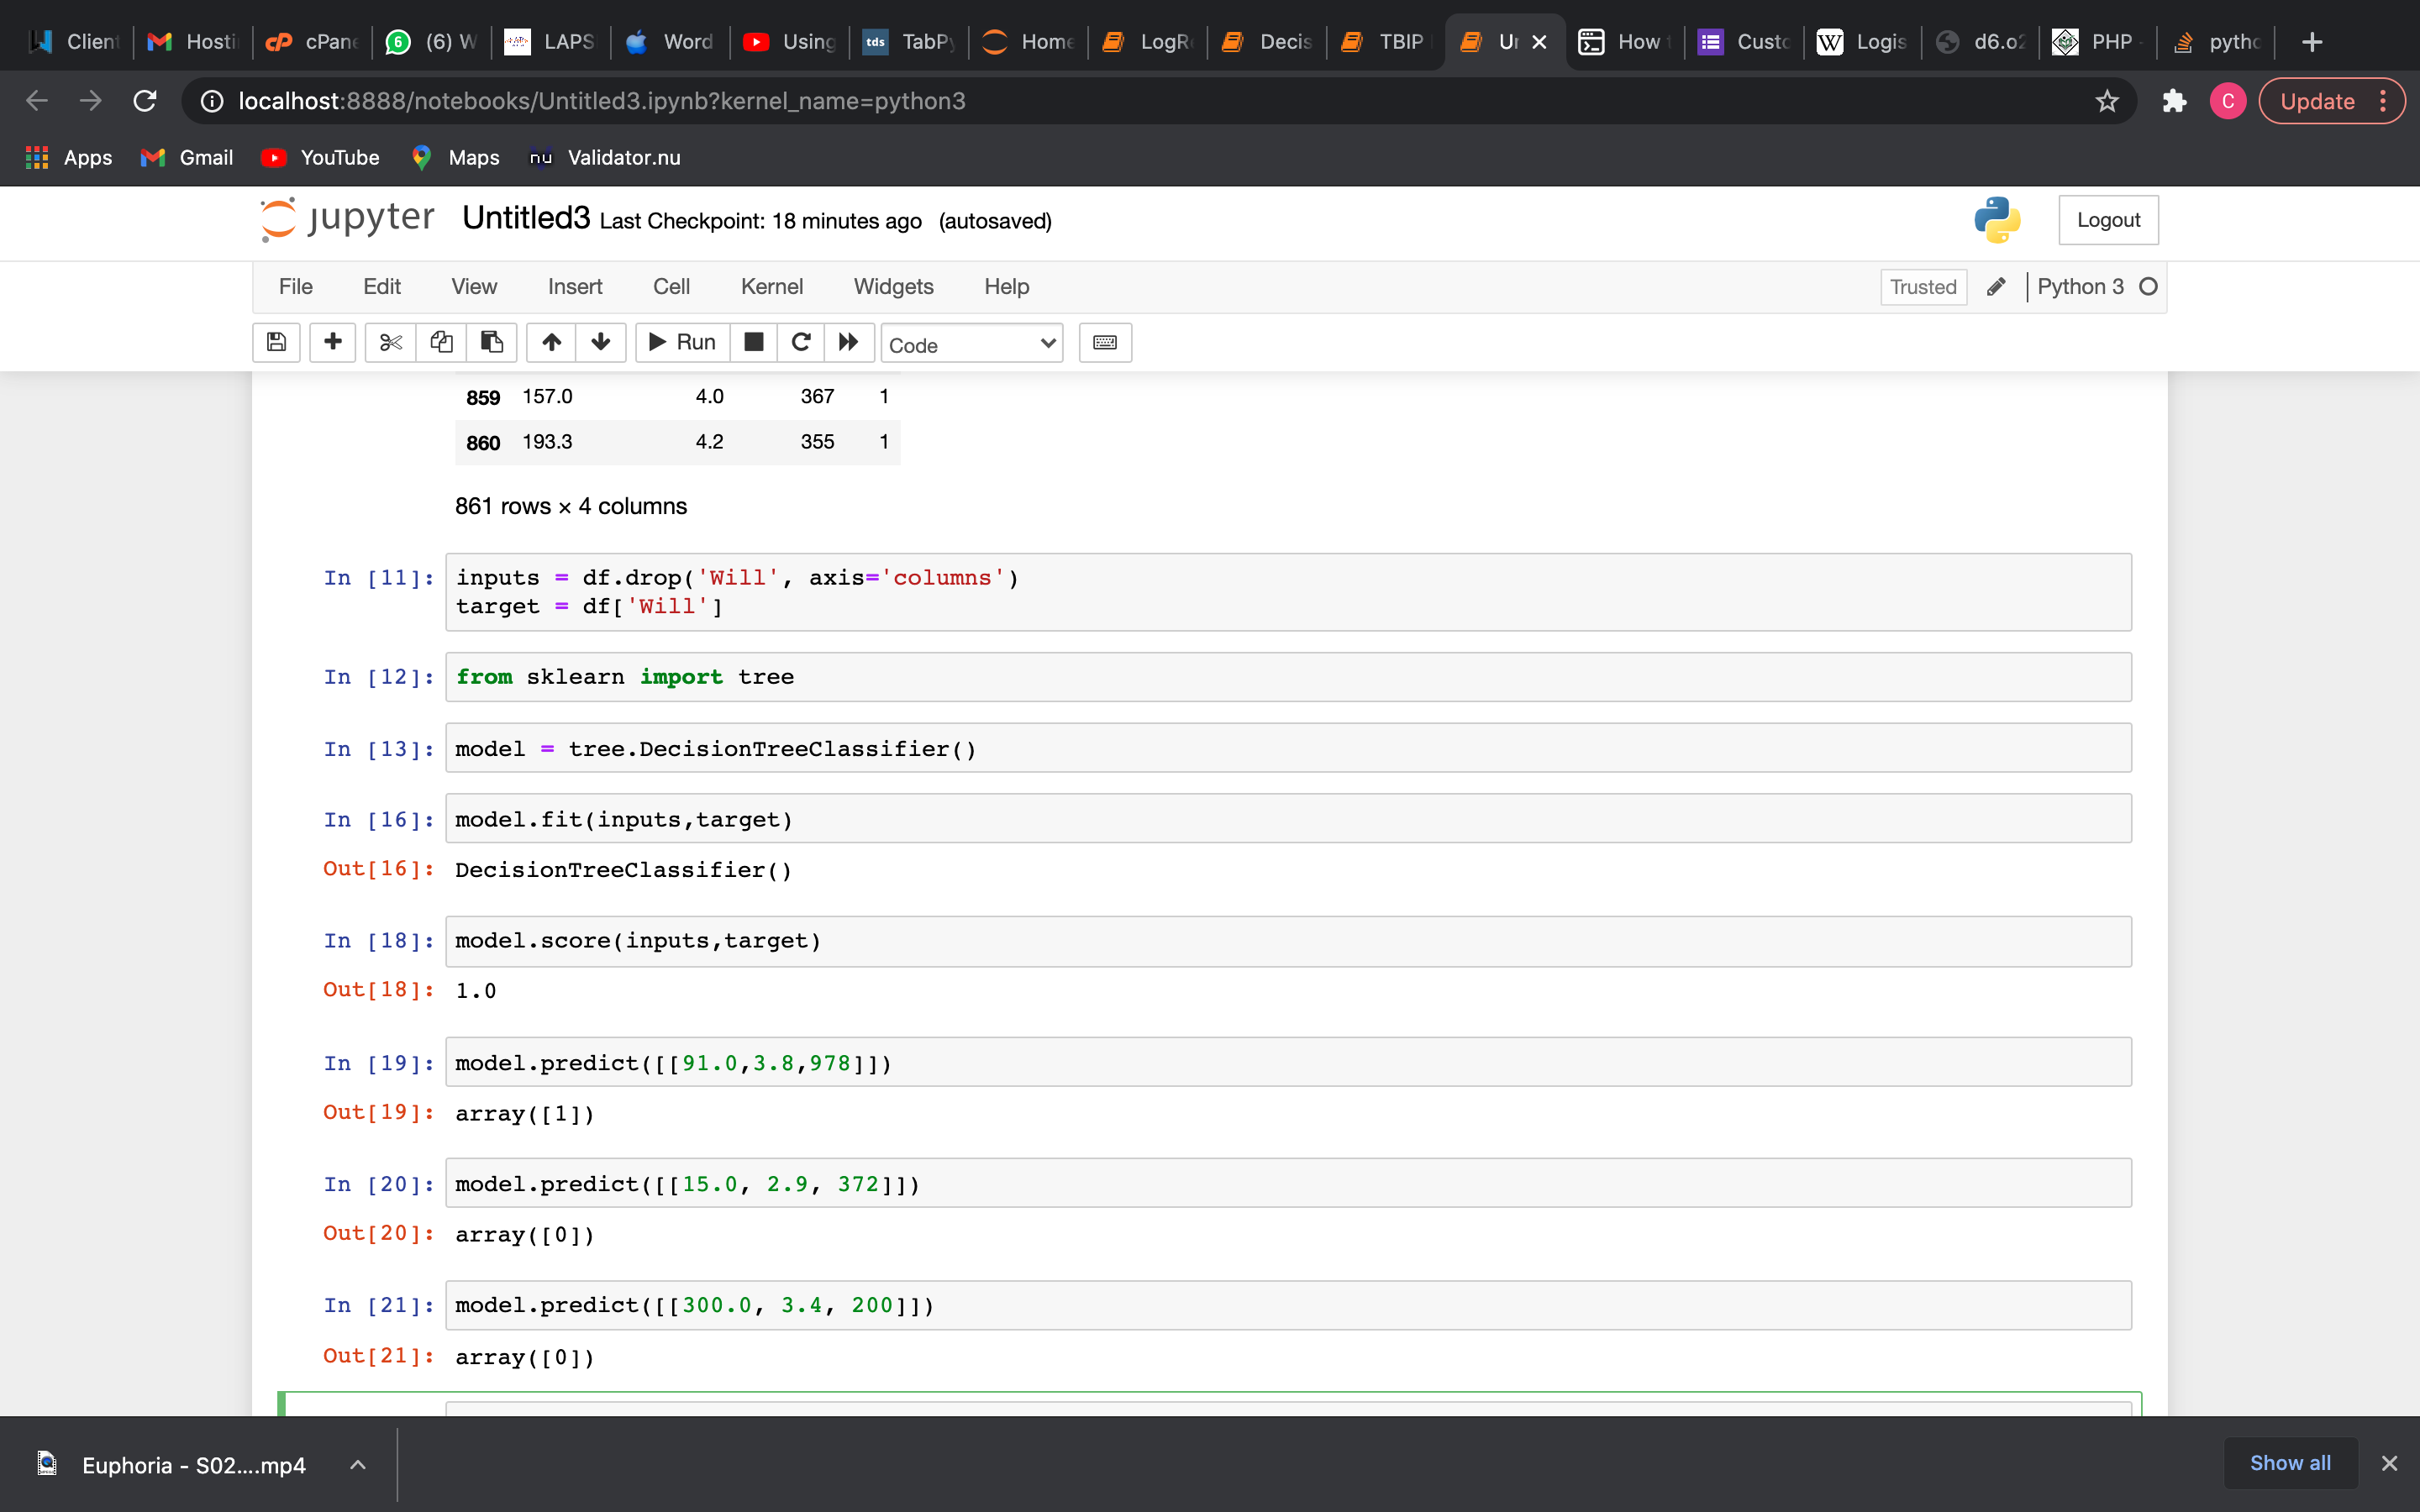 Client Hosti cPane (6) W LAPS Word Using TabPy Home LogR Decis TBIP Ur How t Custo Logis d6.o2 PHP - pytho
localhost:8888/notebooks/Untitled3.ipynb?kernel_name=python3 C Update
Apps Gmail YouTube Maps nu Validator.nu
jupyter Untitled3 Last Checkpoint: 18 minutes ago (autosaved) Logout
File Edit View Insert Cell Kernel Widgets Help Trusted Python 3
Run Code
859 157.0 4.0 367 1
860 193.3 4.2 355 1
861 rows × 4 columns
In [11]: inputs = df.drop('Will', axis='columns')
target = df['Will']
In [12]: from sklearn import tree
In [13]: model = tree.DecisionTreeClassifier()
In [16]: model.fit(inputs,target)
Out[16]: DecisionTreeClassifier()
In [18]: model.score(inputs,target)
Out[18]: 1.0
In [19]: model.predict([[91.0,3.8,978]])
Out[19]: array([1])
In [20]: model.predict([[15.0, 2.9, 372]])
Out[20]: array([0])
In [21]: model.predict([[300.0, 3.4, 200]])
Out[21]: array([0])
Euphoria - S02....mp4 Show all